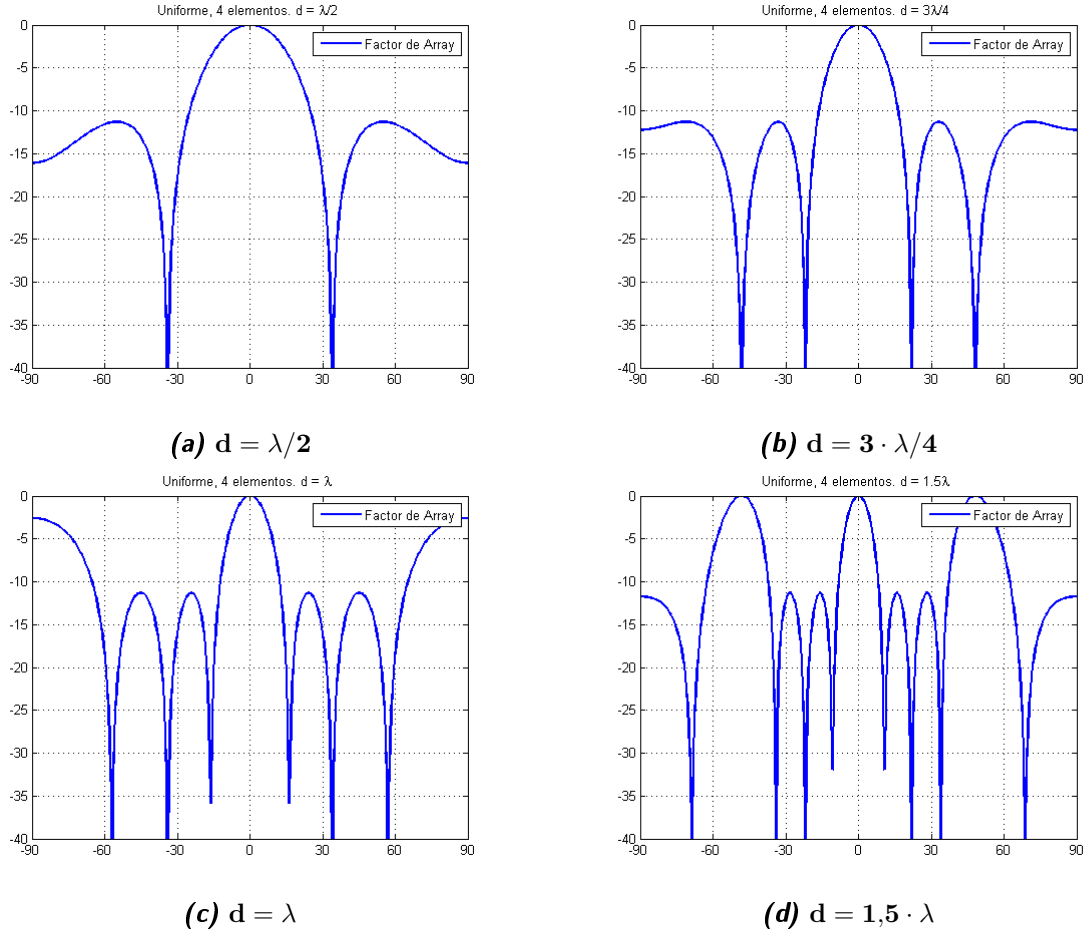 Uniforme, 4 elementos. d = λ/2
Factor de Array
0
-5
-10
-15
-20
-25
-30
-35
-40
-90 -60 -30 0 30 60 90
(a) d = λ/2
Uniforme, 4 elementos. d = 3λ/4
Factor de Array
0
-5
-10
-15
-20
-25
-30
-35
-40
-90 -60 -30 0 30 60 90
(b) d = 3 · λ/4
Uniforme, 4 elementos. d = λ
Factor de Array
0
-5
-10
-15
-20
-25
-30
-35
-40
-90 -60 -30 0 30 60 90
(c) d = λ
Uniforme, 4 elementos. d = 1.5λ
Factor de Array
0
-5
-10
-15
-20
-25
-30
-35
-40
-90 -60 -30 0 30 60 90
(d) d = 1,5 · λ